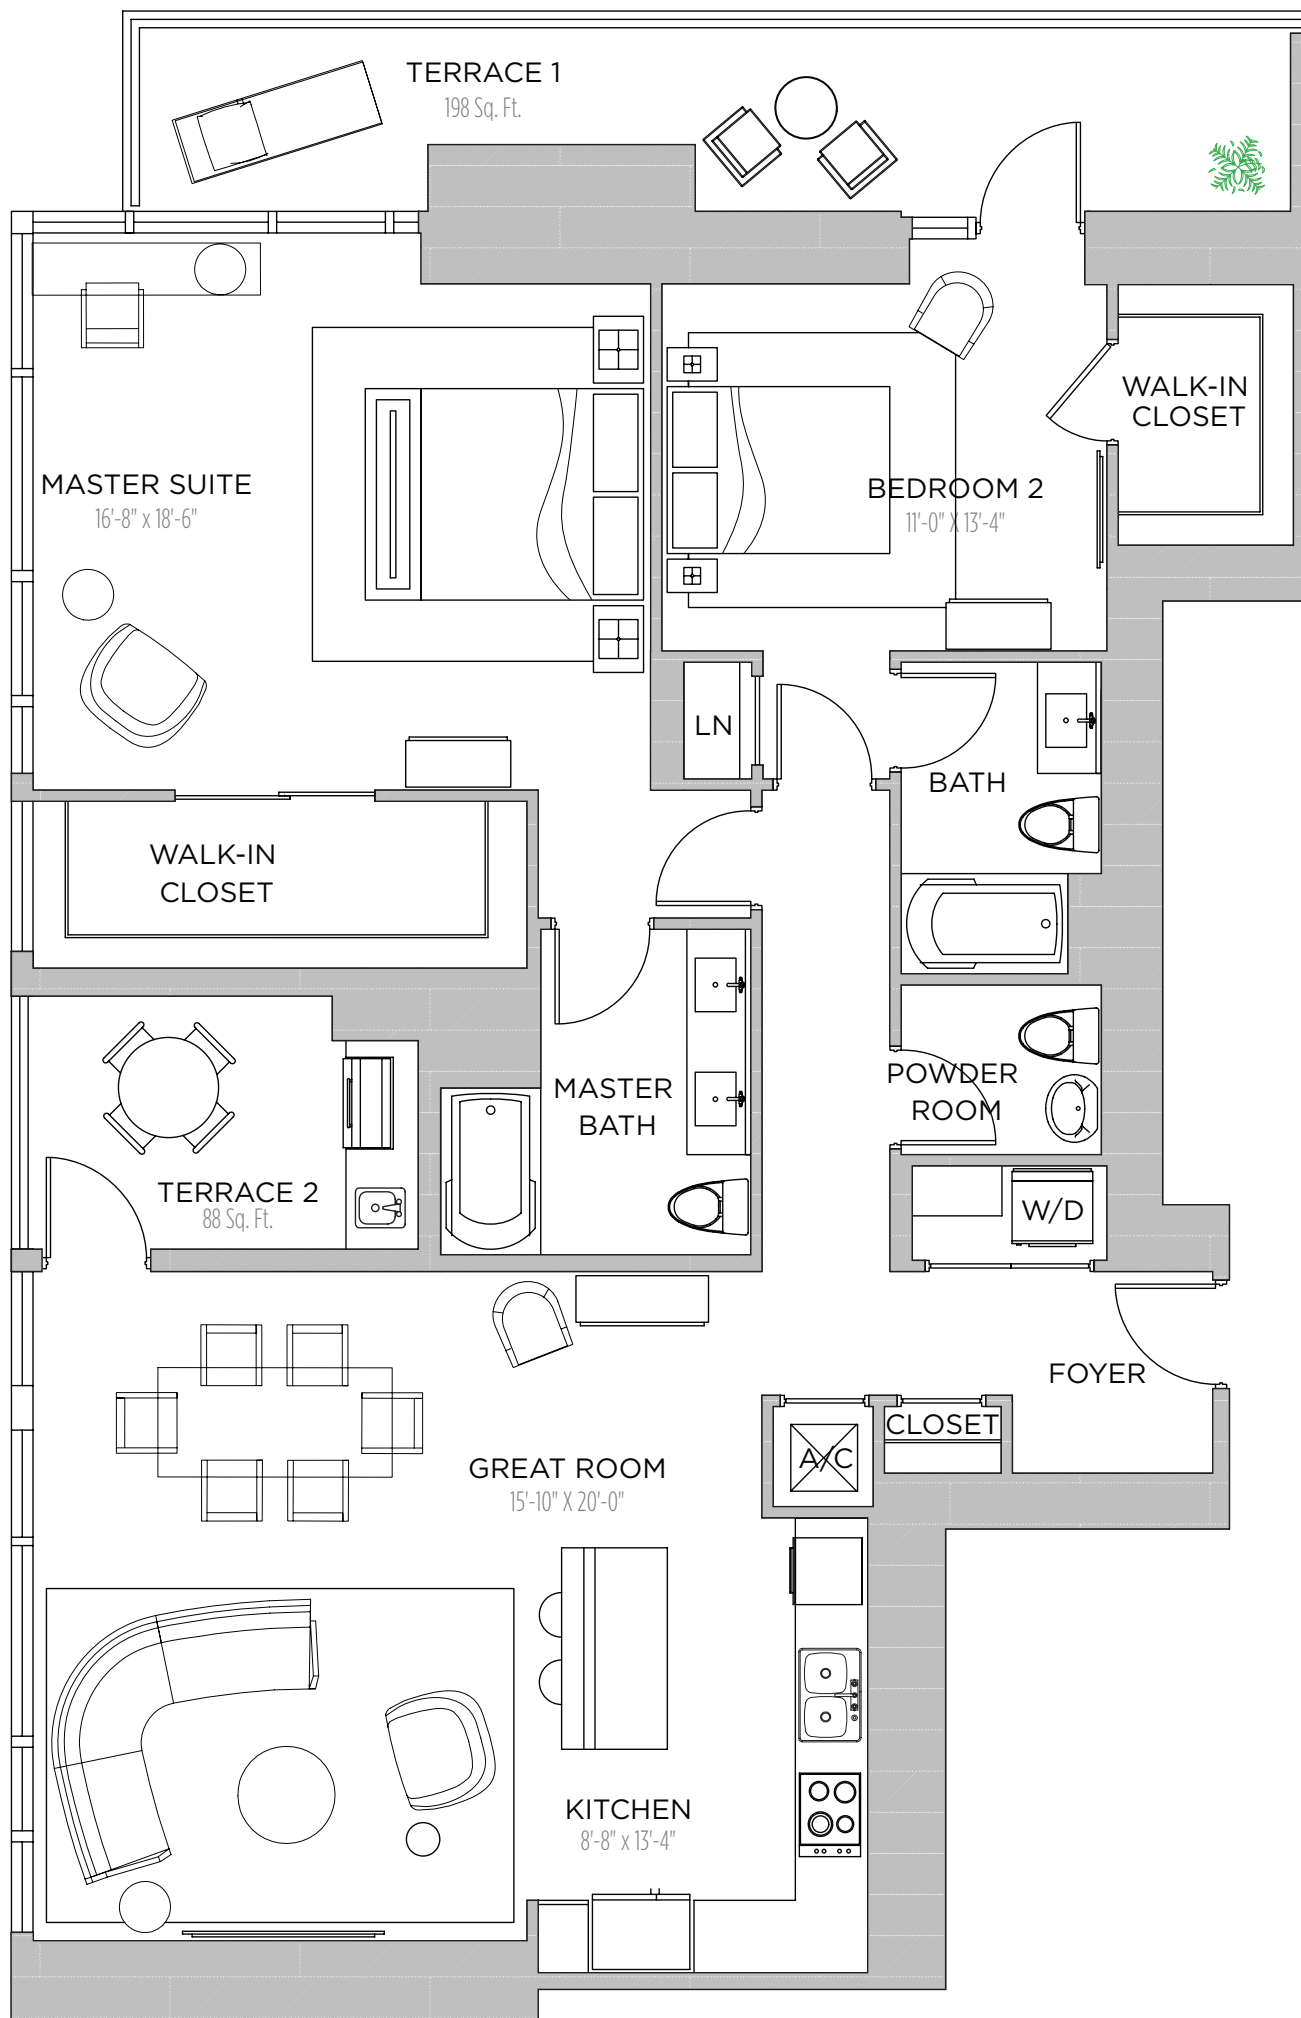 TERRACE 1
198 Sq. Ft.
WALK-IN
CLOSET
MASTER SUITE
16'-8" x 18'-6"
BEDROOM 2
11'-0" X 13'-4"
LN
BATH
WALK-IN
CLOSET
MASTER
BATH
POWDER
ROOM
TERRACE 2
88 Sq. Ft.
W/D
FOYER
CLOSET
A/C
GREAT ROOM
15'-10" X 20'-0"
KITCHEN
8'-8" x 13'-4"